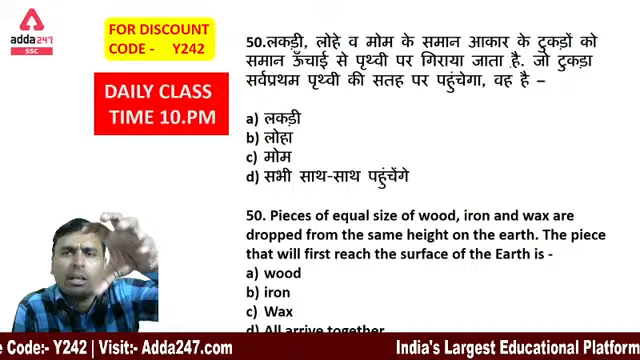 adda247
SSC
FOR DISCOUNT
CODE - Y242
DAILY CLASS
TIME 10.PM
50.लकड़ी, लोहे व मोम के समान आकार के टुकड़ों को
समान ऊँचाई से पृथ्वी पर गिराया जाता है. जो टुकड़ा
सर्वप्रथम पृथ्वी की सतह पर पहुंचेगा, वह है –
a) लकड़ी
b) लोहा
c) मोम
d) सभी साथ-साथ पहुंचेंगे
50. Pieces of equal size of wood, iron and wax are
dropped from the same height on the earth. The piece
that will first reach the surface of the Earth is -
a) wood
b) iron
c) Wax
d) All arrive together
e Code:- Y242 | Visit:- Adda247.com
India's Largest Educational Platform